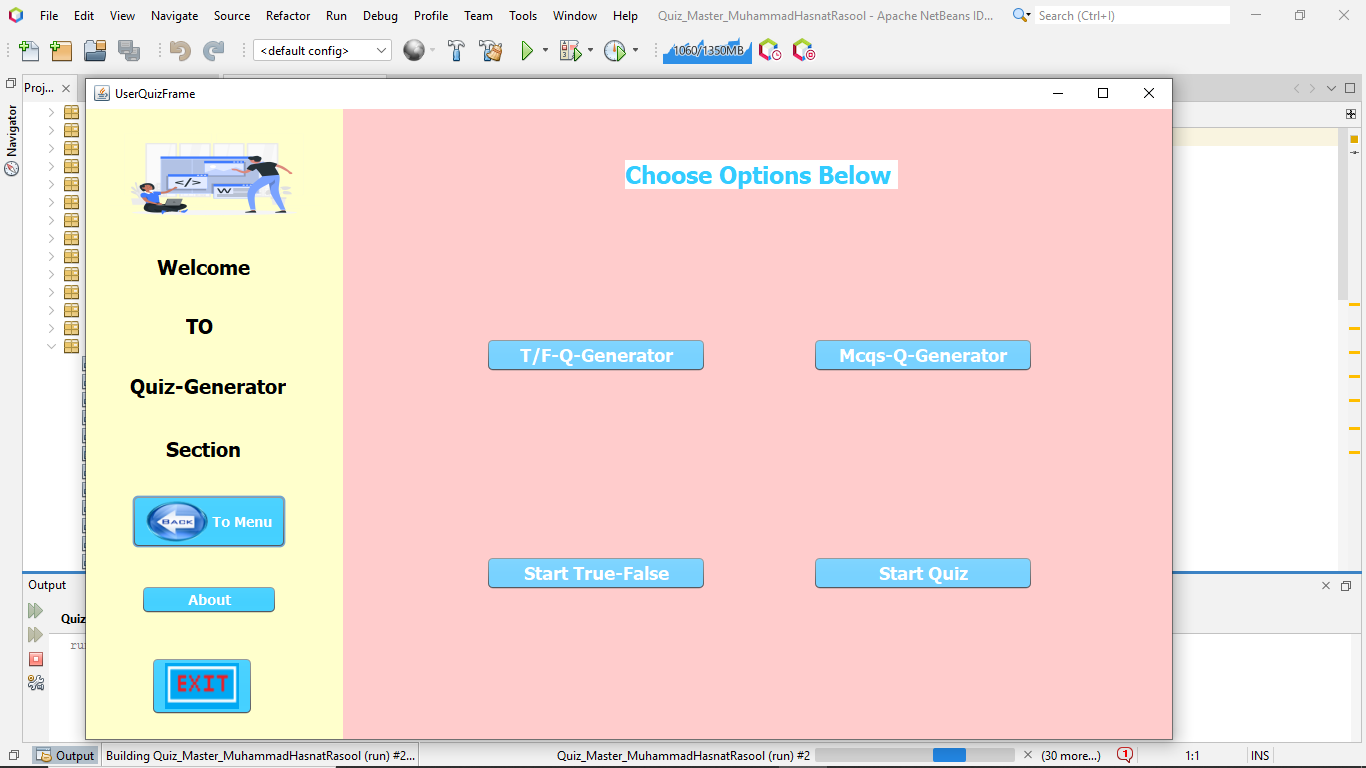 File Edit View Navigate Source Refactor Run Debug Profile Team Tools Window Help Quiz_Master_MuhammadHasnatRasool - Apache NetBeans ID... Search (Ctrl+I)
<default config> 1060/1350MB
Proj...
UserQuizFrame
Navigator
</>
W
Choose Options Below
Welcome
TO
T/F-Q-Generator Mcqs-Q-Generator
Quiz-Generator
Section
BACK To Menu
Start True-False Start Quiz
Output
About
Quiz
run
EXIT
Output Building Quiz_Master_MuhammadHasnatRasool (run) #2... Quiz_Master_MuhammadHasnatRasool (run) #2 (30 more...) 1 1:1 INS